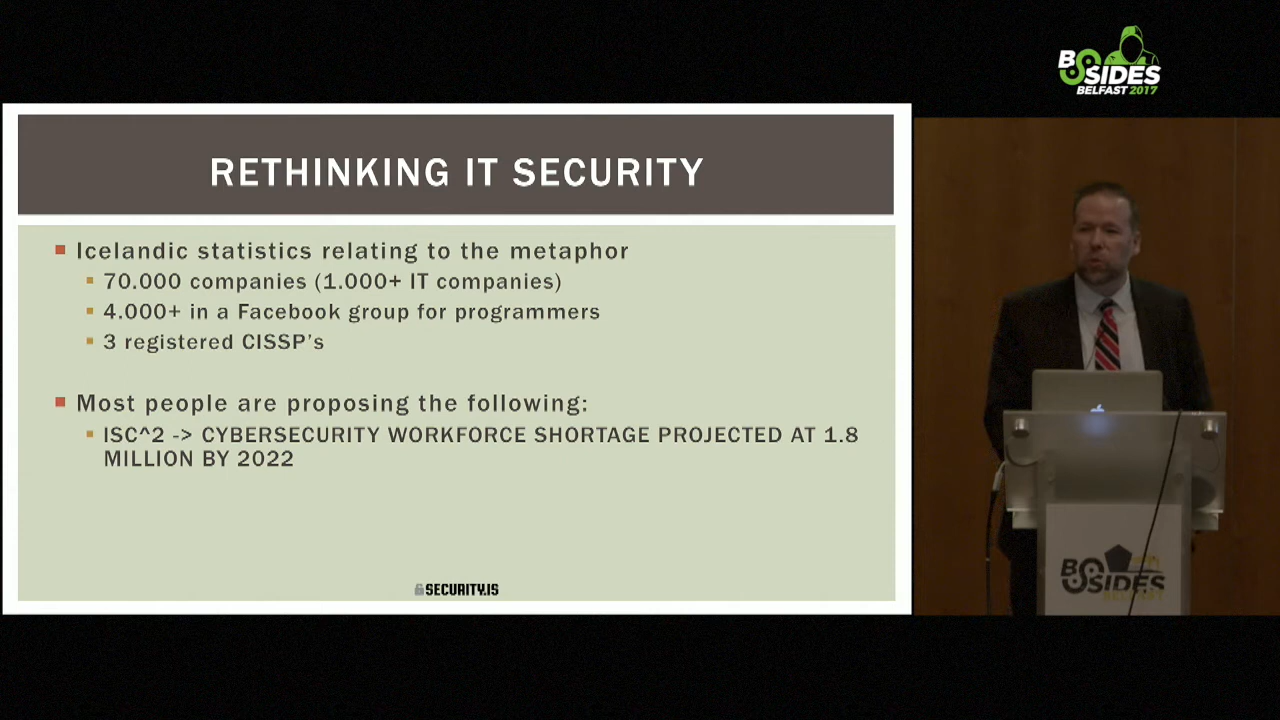 BSIDES
BELFAST 2017
RETHINKING IT SECURITY
Icelandic statistics relating to the metaphor
70.000 companies (1.000+ IT companies)
4.000+ in a Facebook group for programmers
3 registered CISSP's
Most people are proposing the following:
ISC^2 -> CYBERSECURITY WORKFORCE SHORTAGE PROJECTED AT 1.8
MILLION BY 2022
SECURITY.IS
BSIDES
BELFAST